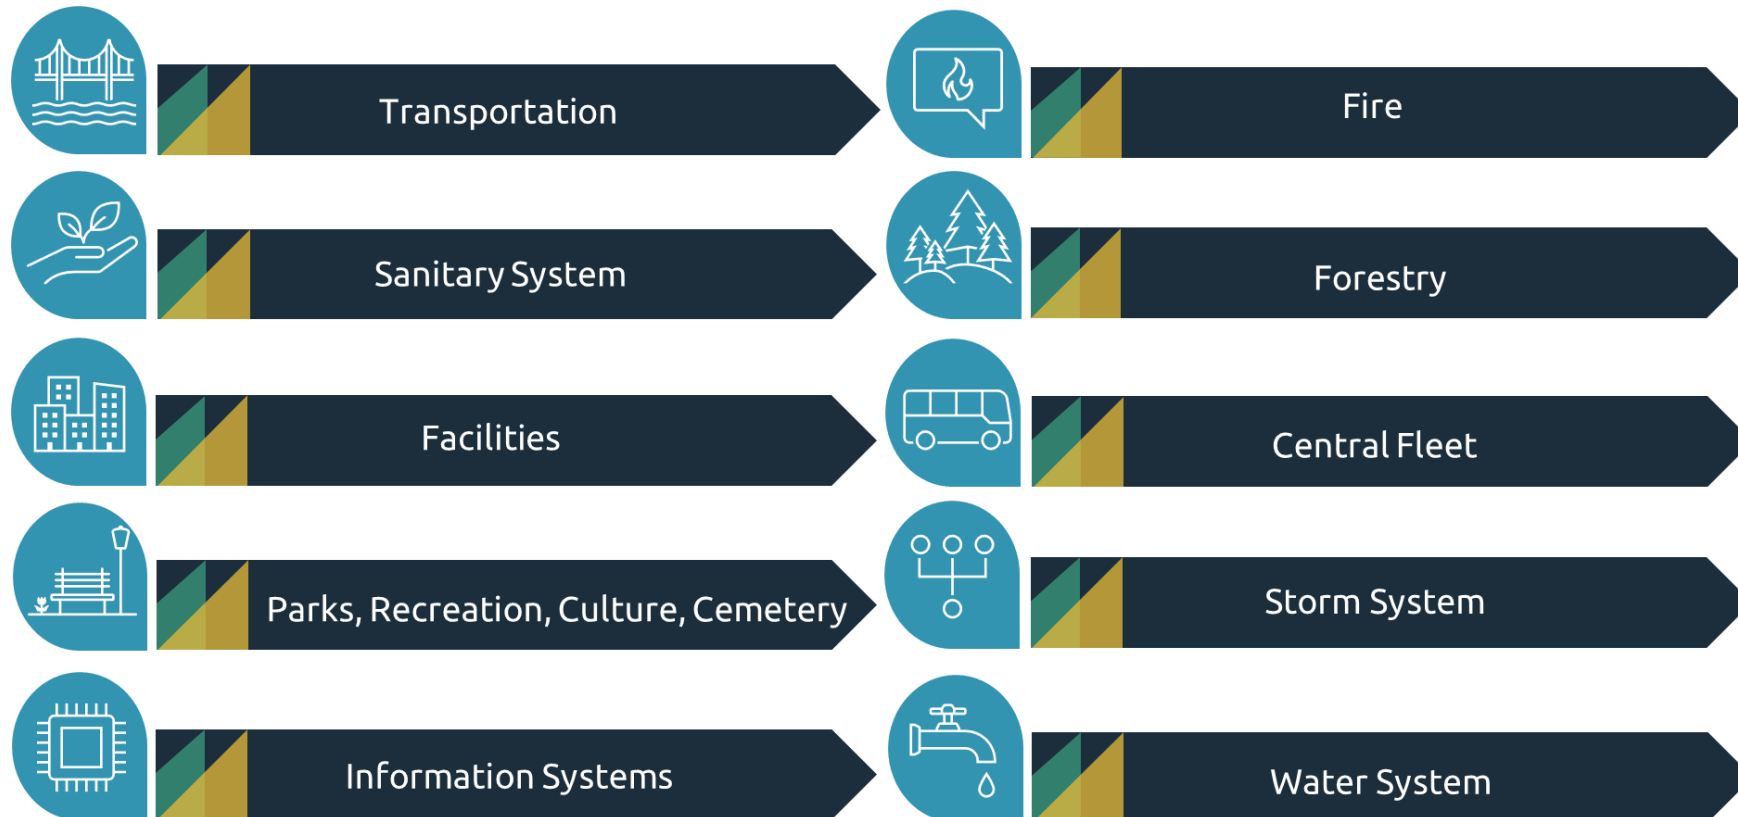 Transportation
Fire
Sanitary System
Forestry
Facilities
Central Fleet
Parks, Recreation, Culture, Cemetery
Storm System
Information Systems
Water System